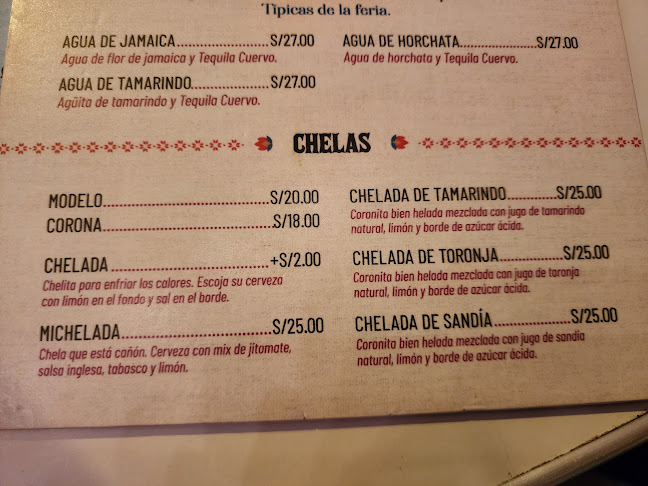 Típicas de la feria.
AGUA DE JAMAICA..............................S/27.00
Agua de flor de jamaica y Tequila Cuervo.
AGUA DE TAMARINDO....................S/27.00
Agüita de tamarindo y Tequila Cuervo.
AGUA DE HORCHATA....................S/27.00
Agua de horchata y Tequila Cuervo.
CHELAS
MODELO............................................S/20.00
CORONA............................................S/18.00
CHELADA..........................................+S/2.00
Chelita para enfriar los calores. Escoja su cerveza
con limón en el fondo y sal en el borde.
MICHELADA........................................S/25.00
Chela que está cañón. Cerveza con mix de jitomate,
salsa inglesa, tabasco y limón.
CHELADA DE TAMARINDO.............S/25.00
Coronita bien helada mezclada con jugo de tamarindo
natural, limón y borde de azúcar ácida.
CHELADA DE TORONJA........................S/25.00
Coronita bien helada mezclada con jugo de toronja
natural, limón y borde de azúcar ácida.
CHELADA DE SANDÍA.....................S/25.00
Coronita bien helada mezclada con jugo de sandía
natural, limón y borde de azúcar ácida.